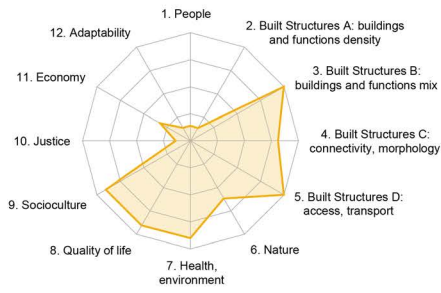 1. People
2. Built Structures A: buildings
and functions density
3. Built Structures B:
buildings and functions mix
4. Built Structures C:
connectivity, morphology
5. Built Structures D:
access, transport
6. Nature
7. Health,
environment
8. Quality of life
9. Socioculture
10. Justice
11. Economy
12. Adaptability